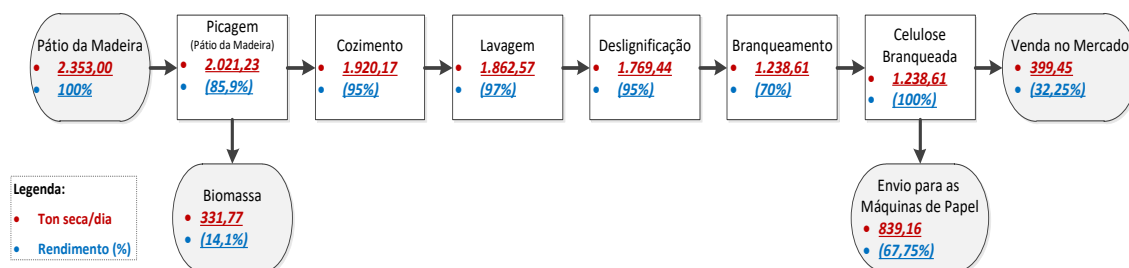 Pátio da Madeira
• 2.353,00
• 100%
Picagem
(Pátio da Madeira)
• 2.021,23
• (85,9%)
Cozimento
• 1.920,17
• (95%)
Lavagem
• 1.862,57
• (97%)
Deslignificação
• 1.769,44
• (95%)
Branqueamento
• 1.238,61
• (70%)
Celulose
Branqueada
• 1.238,61
• (100%)
Venda no Mercado
• 399,45
• (32,25%)
Legenda:
• Ton seca/dia
• Rendimento (%)
Biomassa
• 331,77
• (14,1%)
Envio para as
Máquinas de Papel
• 839,16
• (67,75%)